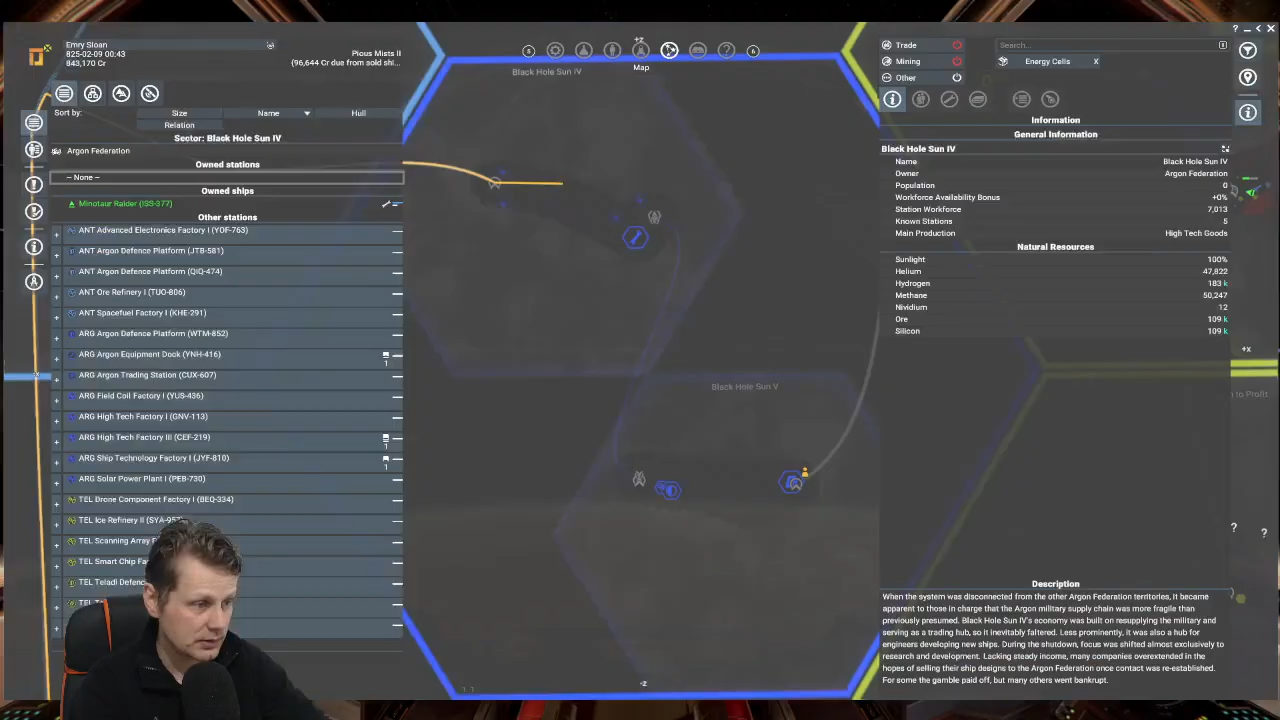 Emry Sloan
825-02-09 00:43
843,170 Cr
Pious Mists II
(96,644 Cr due from sold shi...
Sort by:
Size
Name
Hull
Relation
Sector: Black Hole Sun IV
Argon Federation
Owned stations
-- None --
Owned ships
Minotaur Raider (ISS-377)
Other stations
ANT Advanced Electronics Factory I (YOF-763)
ANT Argon Defence Platform (JTB-581)
ANT Argon Defence Platform (QIQ-474)
ANT Ore Refinery I (TUO-806)
ANT Spacefuel Factory I (KHE-291)
ARG Argon Defence Platform (WTM-852)
ARG Argon Equipment Dock (YNH-416)
1
ARG Argon Trading Station (CUX-607)
ARG Field Coil Factory I (YUS-436)
ARG High Tech Factory I (GNV-113)
ARG High Tech Factory III (CEF-219)
1
ARG Ship Technology Factory I (JYF-810)
1
ARG Solar Power Plant I (PEB-730)
TEL Drone Component Factory I (BEQ-334)
TEL Ice Refinery II (SYA-957)
TEL Scanning Array F
TEL Smart Chip Fac
TEL Teladi Defenc
+Z
Map
Black Hole Sun IV
Black Hole Sun V
-Z
+X
Trade
Mining
Other
Search...
Energy Cells
X
Information
General Information
Black Hole Sun IV
Name Black Hole Sun IV
Owner Argon Federation
Population 0
Workforce Availability Bonus +0%
Station Workforce 7,013
Known Stations 5
Main Production High Tech Goods
Natural Resources
Sunlight 100%
Helium 47,822
Hydrogen 183 k
Methane 50,247
Nividium 12
Ore 109 k
Silicon 109 k
n to Profit
Description
When the system was disconnected from the other Argon Federation territories, it became
apparent to those in charge that the Argon military supply chain was more fragile than
previously presumed. Black Hole Sun IV's economy was built on resupplying the military and
serving as a trading hub, so it inevitably faltered. Less prominently, it was also a hub for
engineers developing new ships. During the shutdown, focus was shifted almost exclusively to
research and development. Lacking steady income, many companies overextended in the
hopes of selling their ship designs to the Argon Federation once contact was re-established.
For some the gamble paid off, but many others went bankrupt.